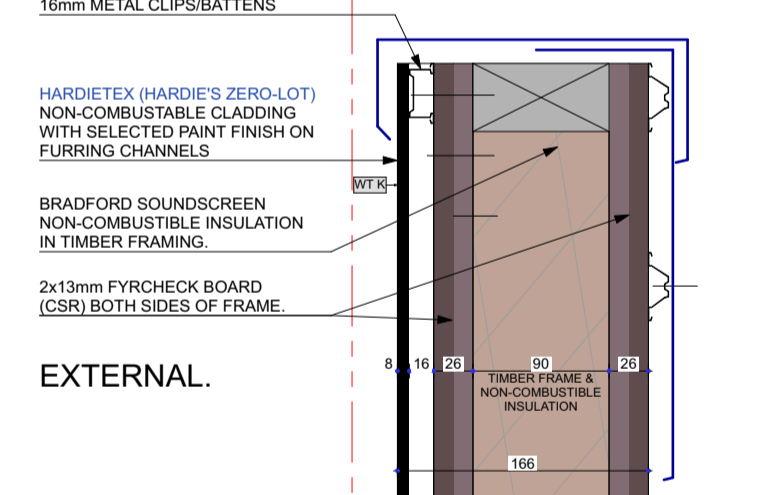 16mm METAL CLIPS/BATTENS
HARDIETEX (HARDIE'S ZERO-LOT)
NON-COMBUSTABLE CLADDING
WITH SELECTED PAINT FINISH ON
FURRING CHANNELS
WT K
BRADFORD SOUNDSCREEN
NON-COMBUSTIBLE INSULATION
IN TIMBER FRAMING.
2x13mm FYRCHECK BOARD
(CSR) BOTH SIDES OF FRAME.
EXTERNAL.
8 16 26 90 26
TIMBER FRAME &
NON-COMBUSTIBLE
INSULATION
166